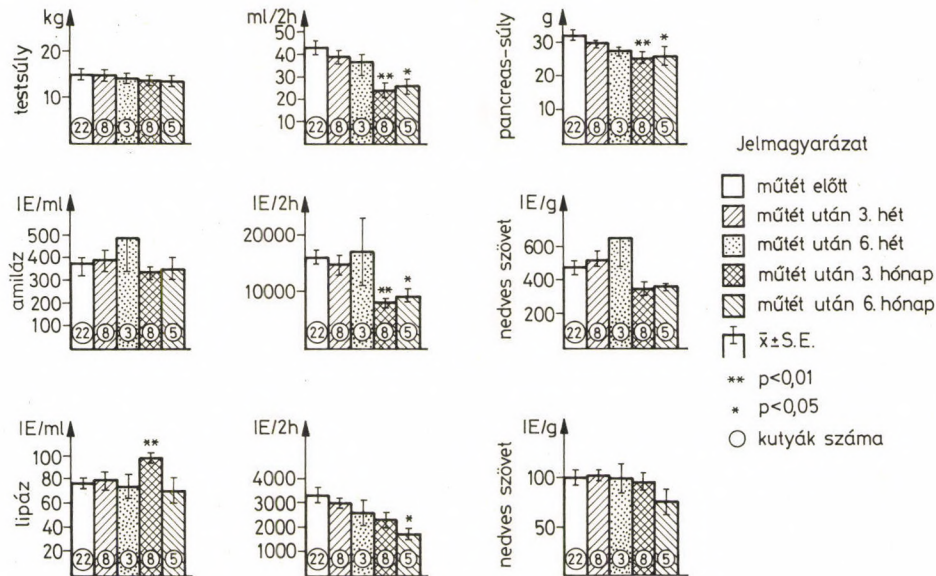 kg
20
10
testsúly
22 8 3 8 5
ml/2h
50
40
30
20
10
** *
22 8 3 8 5
g
30
20
10
pancreas-súly
** *
22 8 3 8 5
IE/ml
500
400
300
200
100
amiláz
22 8 3 8 5
IE/2h
20000
10000
** *
22 8 3 8 5
IE/g
600
400
200
nedves szövet
22 8 3 8 5
IE/ml
100
80
60
40
20
lipáz
**
22 8 3 8 5
IE/2h
4000
3000
2000
1000
*
22 8 3 8 5
IE/g
100
50
nedves szövet
22 8 3 8 5
Jelmagyarázat
műtét előtt
műtét után 3. hét
műtét után 6. hét
műtét után 3. hónap
műtét után 6. hónap
x̄±S.E.
** p<0,01
* p<0,05
kutyák száma